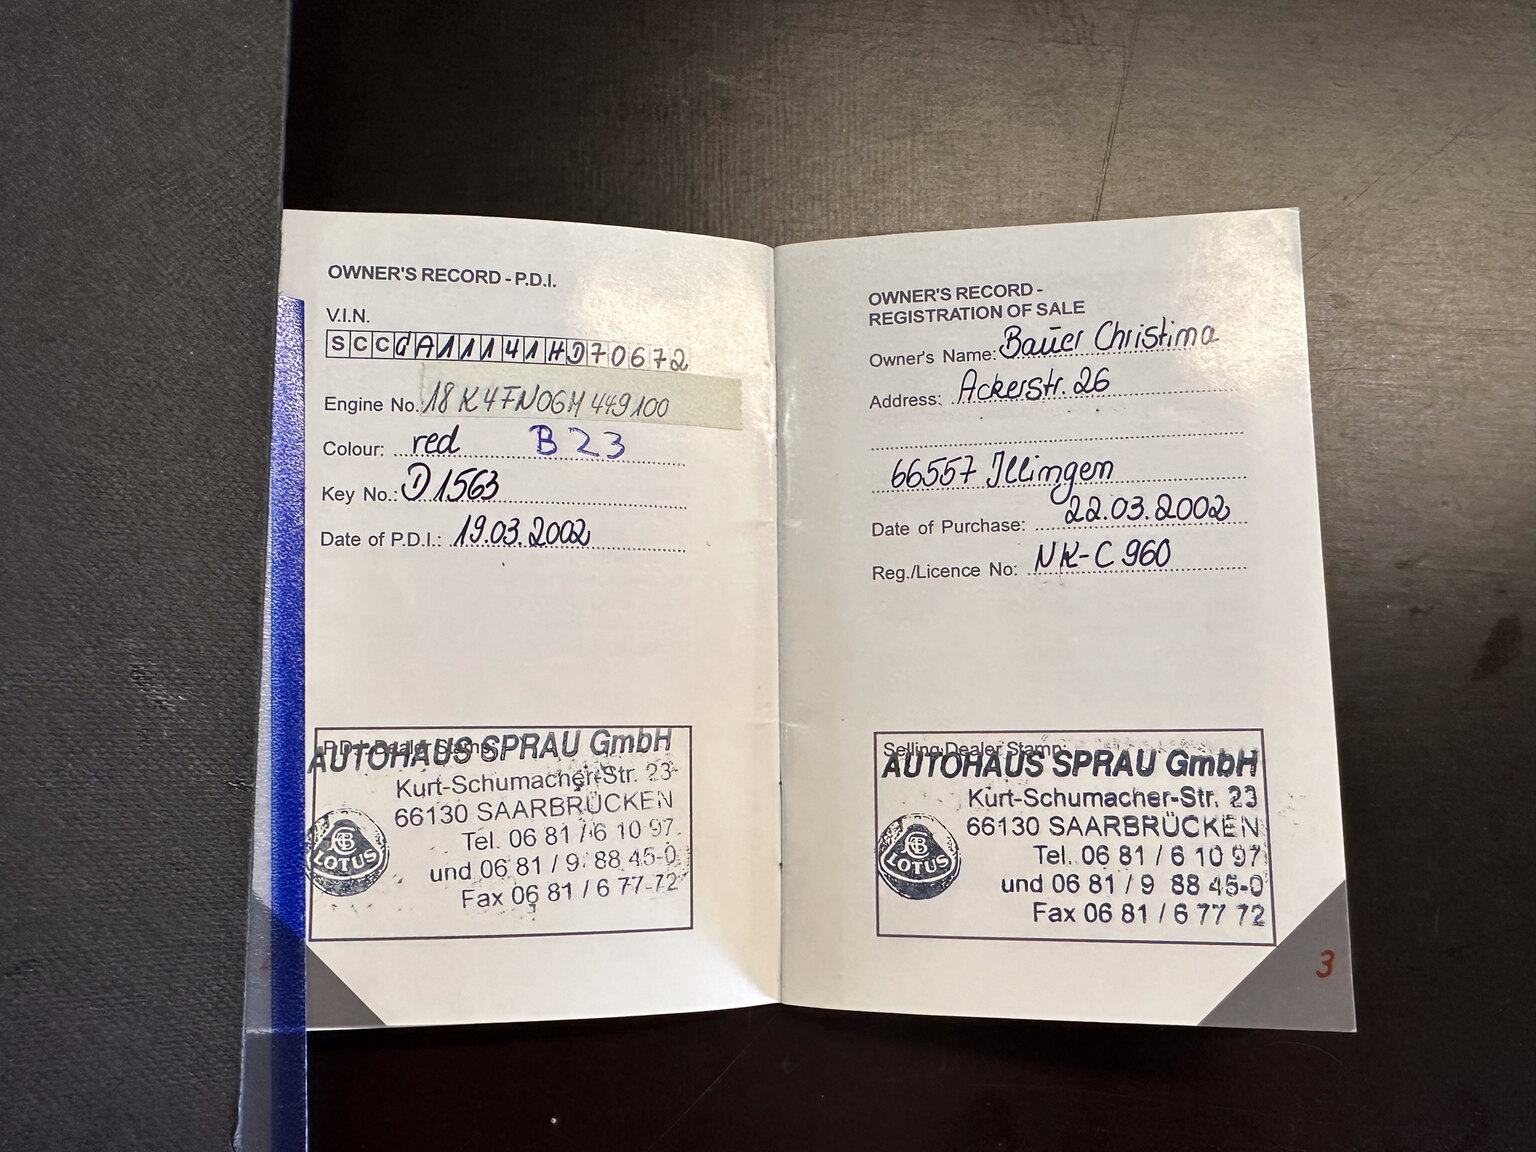 OWNER'S RECORD - P.D.I.
V.I.N.
SCCGA11141HD70672
Engine No. 18K4FN06M449100
Colour: red B23
Key No.: D1563
Date of P.D.I.: 19.03.2002
P.D.I. Dealer Stamp:
AUTOHAUS SPRAU GmbH
Kurt-Schumacher-Str. 23
66130 SAARBRÜCKEN
Tel. 06 81 / 6 10 97
und 06 81 / 9 88 45-0
Fax 06 81 / 6 77 72
LOTUS
OWNER'S RECORD -
REGISTRATION OF SALE
Owner's Name: Bauer Christina
Address: Ackerstr. 26
66557 Illingen
Date of Purchase: 22.03.2002
Reg./Licence No: NK-C 960
Selling Dealer Stamp:
AUTOHAUS SPRAU GmbH
Kurt-Schumacher-Str. 23
66130 SAARBRÜCKEN
Tel. 06 81 / 6 10 97
und 06 81 / 9 88 45-0
Fax 06 81 / 6 77 72
LOTUS
3